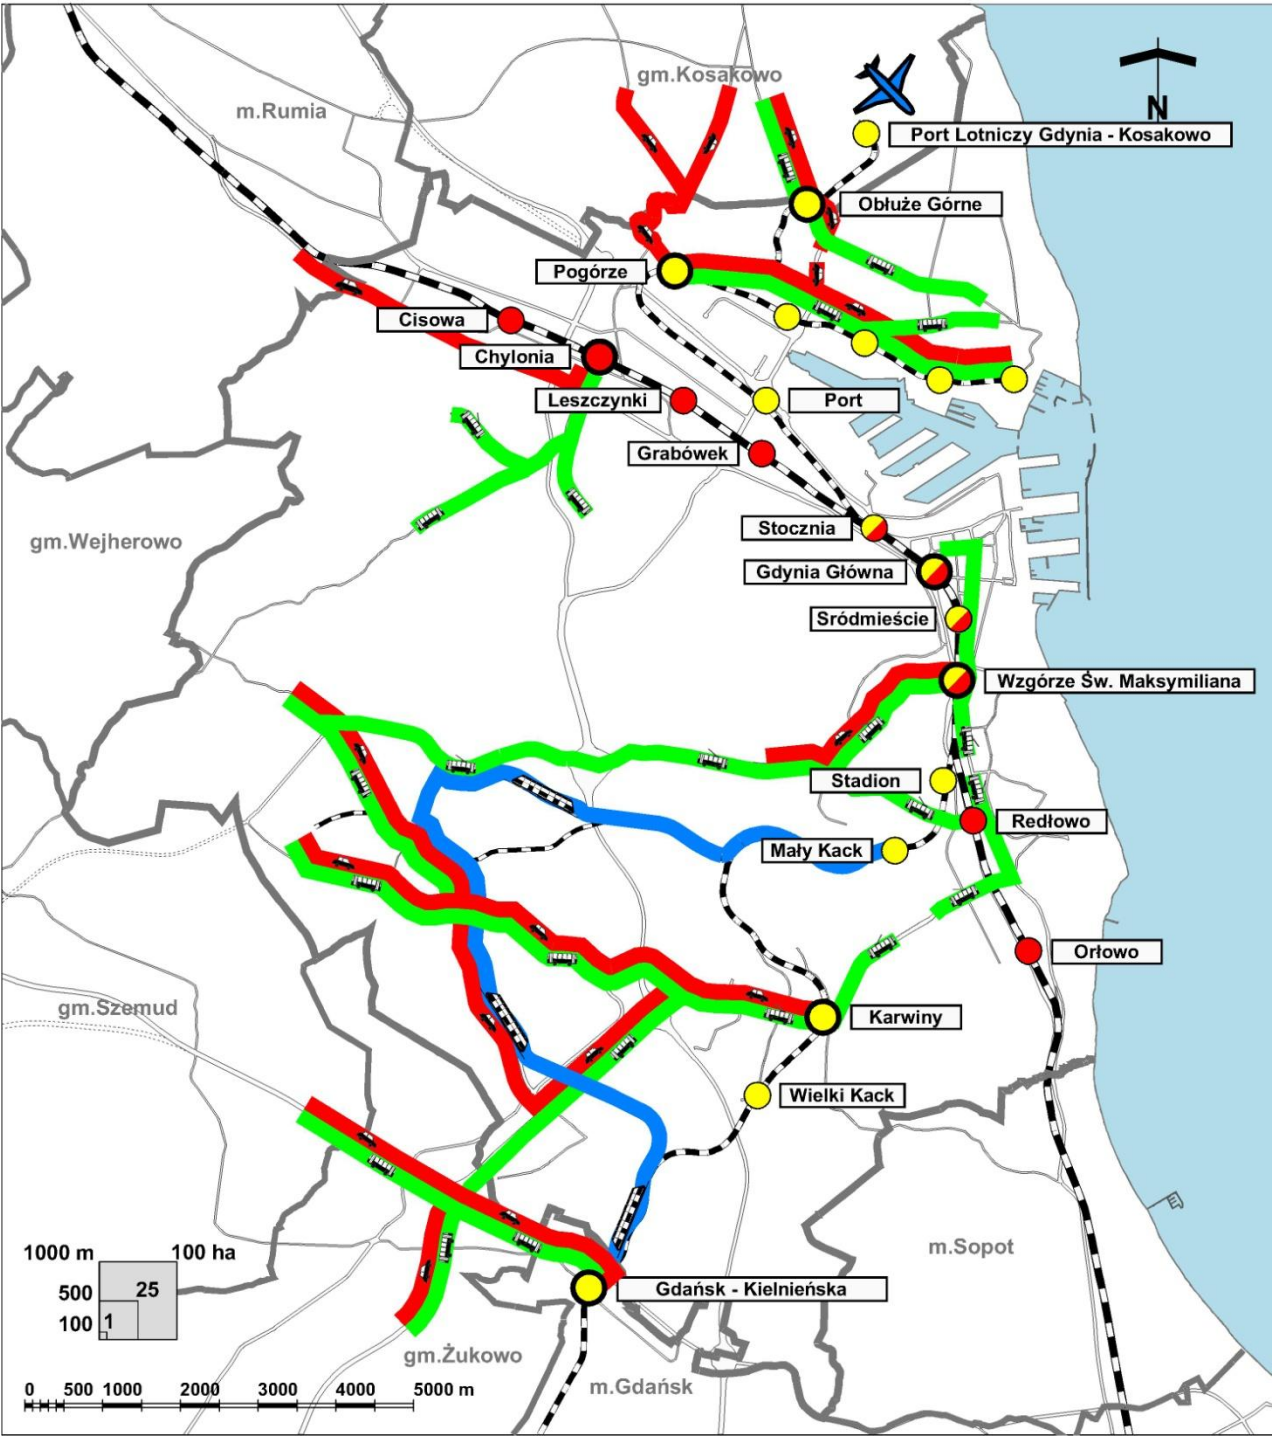 gm.Kosakowo
m.Rumia
N
Port Lotniczy Gdynia - Kosakowo
Obłuże Górne
Pogórze
Cisowa
Chylonia
Leszczynki
Port
Grabówek
Stocznia
gm.Wejherowo
Gdynia Główna
Sródmieście
Wzgórze Św. Maksymiliana
Stadion
Redłowo
Mały Kack
Orłowo
gm.Szemud
Karwiny
Wielki Kack
m.Sopot
1000 m 100 ha
500 25
100 1
Gdańsk - Kielnieńska
gm.Żukowo
m.Gdańsk
0 500 1000 2000 3000 4000 5000 m